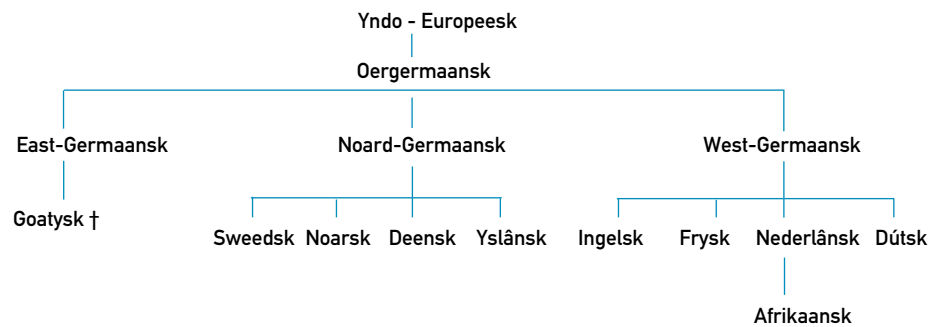 Yndo - Europeesk
Oergermaansk
East-Germaansk Noard-Germaansk West-Germaansk
Goatysk †
Sweedsk Noarsk Deensk Yslânsk Ingelsk Frysk Nederlânsk Dútsk
Afrikaansk